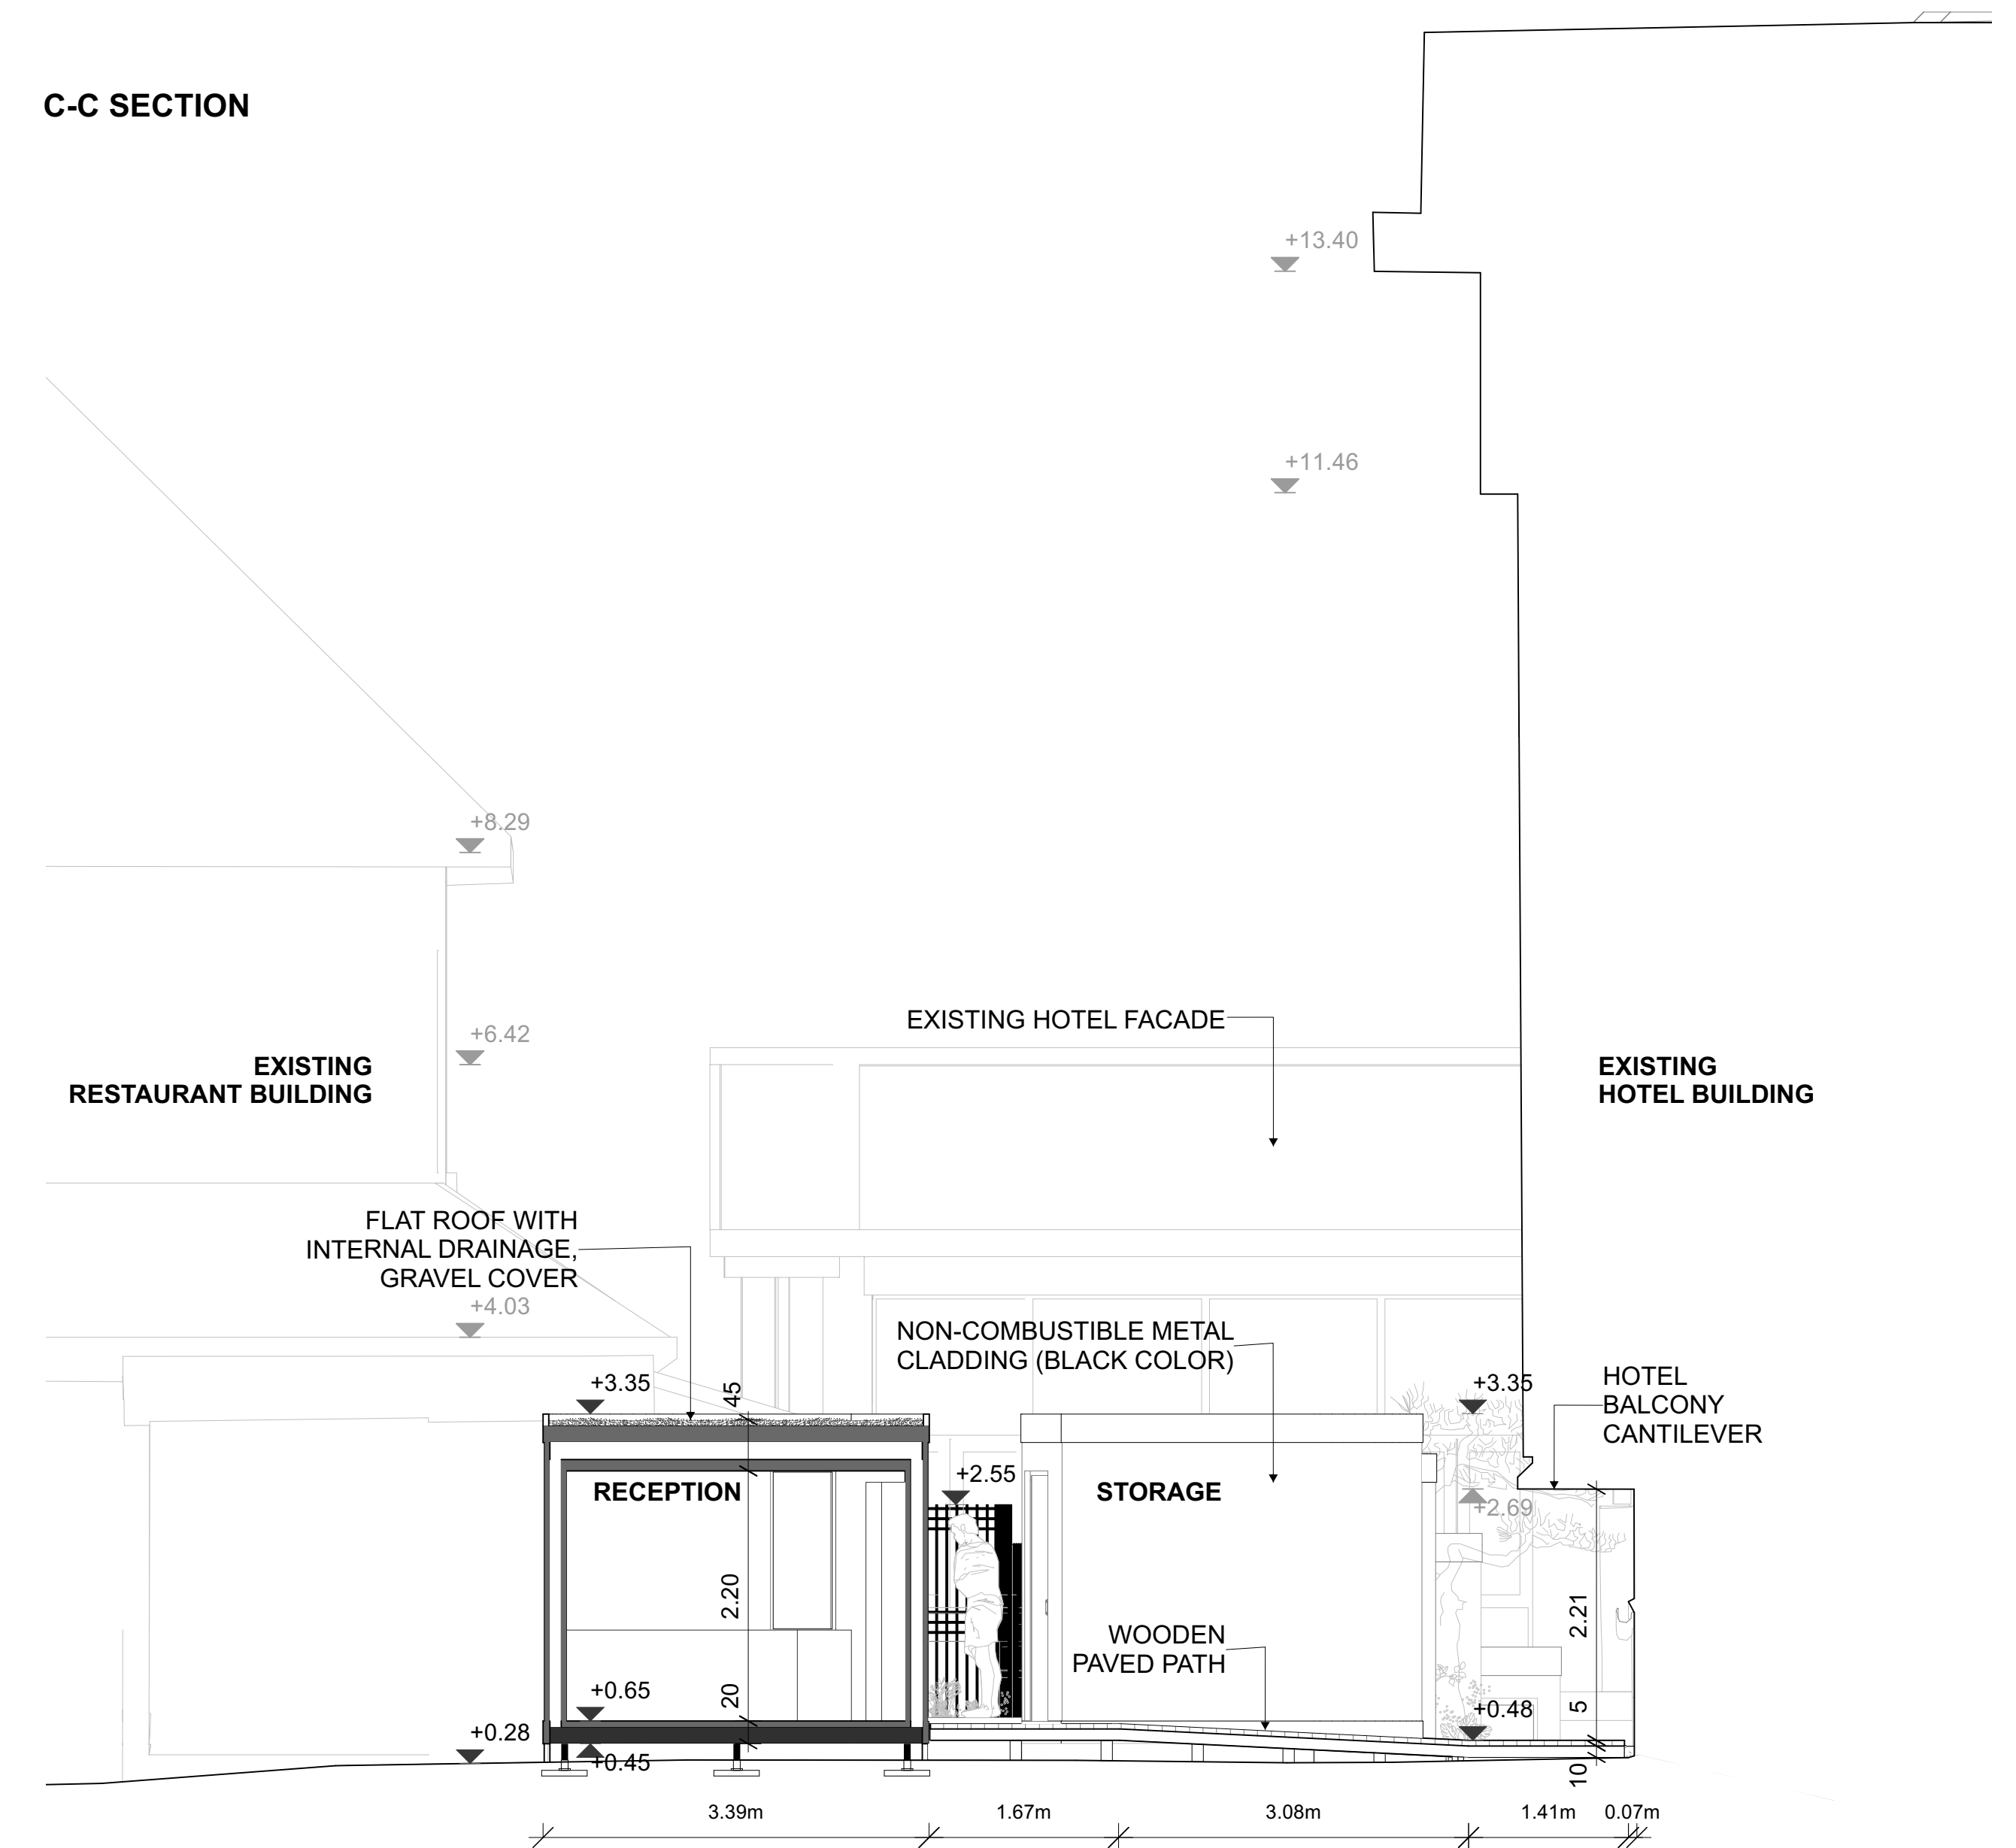 C-C SECTION
+13.40
+11.46
+8.29
EXISTING HOTEL FACADE
+6.42
EXISTING
RESTAURANT BUILDING
EXISTING
HOTEL BUILDING
FLAT ROOF WITH
INTERNAL DRAINAGE,
GRAVEL COVER
+4.03
NON-COMBUSTIBLE METAL
CLADDING (BLACK COLOR)
HOTEL
BALCONY
CANTILEVER
+3.35
45
+3.35
+2.55
RECEPTION
STORAGE
+2.69
2.20
2.21
WOODEN
PAVED PATH
+0.65
20
+0.48
5
+0.28
+0.45
10
3.39m
1.67m
3.08m
1.41m
0.07m